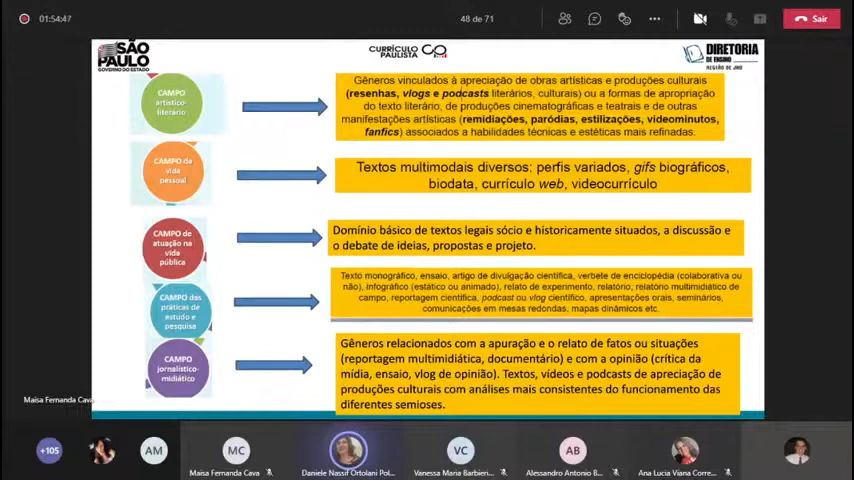 01:54:47
48 de 71
Sair
SÃO PAULO
GOVERNO DO ESTADO
CURRÍCULO
PAULISTA
DIRETORIA
DE ENSINO
REGIÃO DE JAÚ
CAMPO
artístico-
literário
Gêneros vinculados à apreciação de obras artísticas e produções culturais
(resenhas, vlogs e podcasts literários, culturais) ou a formas de apropriação
do texto literário, de produções cinematográficas e teatrais e de outras
manifestações artísticas (remidiações, paródias, estilizações, videominutos,
fanfics) associados a habilidades técnicas e estéticas mais refinadas.
CAMPO da
vida
pessoal
Textos multimodais diversos: perfis variados, gifs biográficos,
biodata, currículo web, videocurrículo
CAMPO de
atuação na
vida
pública
Domínio básico de textos legais sócio e historicamente situados, a discussão e
o debate de ideias, propostas e projeto.
CAMPO das
práticas de
estudo e
pesquisa
Texto monográfico, ensaio, artigo de divulgação científica, verbete de enciclopédia (colaborativa ou
não), infográfico (estático ou animado), relato de experimento, relatório, relatório multimidiático de
campo, reportagem científica, podcast ou vlog científico, apresentações orais, seminários,
comunicações em mesas redondas, mapas dinâmicos etc.
CAMPO
jornalístico-
midiático
Gêneros relacionados com a apuração e o relato de fatos ou situações
(reportagem multimidiática, documentário) e com a opinião (crítica da
mídia, ensaio, vlog de opinião). Textos, vídeos e podcasts de apreciação de
produções culturais com análises mais consistentes do funcionamento das
diferentes semioses.
Maisa Fernanda Cava
+105
AM
MC
VC
AB
Maisa Fernanda Cava
Daniele Nassif Ortolani Pol...
Vanessa Maria Barbieri...
Alessandro Antonio B...
Ana Lucia Viana Corre...